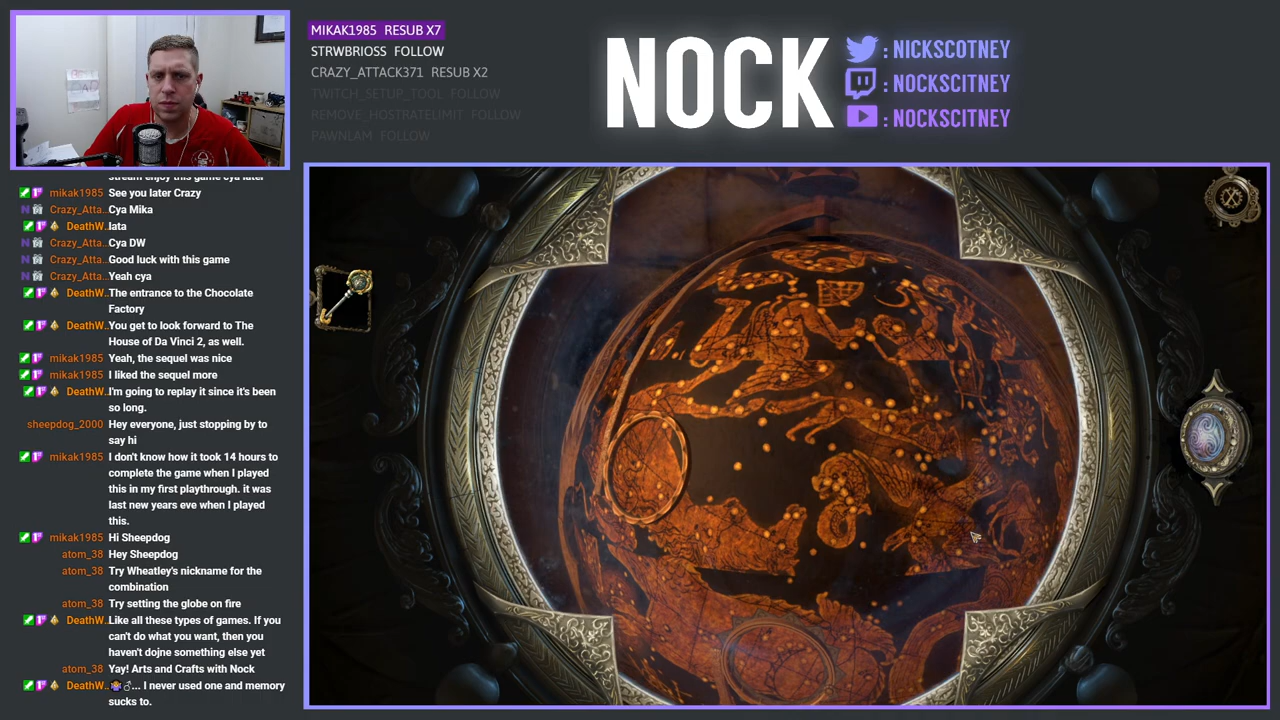 MIKAK1985 RESUB X7
STRWBRIOSS FOLLOW
CRAZY_ATTACK371 RESUB X2
TWITCH_SETUP_TOOL FOLLOW
REMOVE_HOSTRATELIMIT FOLLOW
PAWNLAM FOLLOW
NOCK
: NICKSCOTNEY
: NOCKSCITNEY
: NOCKSCITNEY
stream enjoy this game cya later
mikak1985 See you later Crazy
Crazy_Atta.. Cya Mika
DeathW.. lata
Crazy_Atta.. Cya DW
Crazy_Atta.. Good luck with this game
Crazy_Atta.. Yeah cya
DeathW.. The entrance to the Chocolate
Factory
DeathW.. You get to look forward to The
House of Da Vinci 2, as well.
mikak1985 Yeah, the sequel was nice
mikak1985 I liked the sequel more
DeathW.. I'm going to replay it since it's been
so long.
sheepdog_2000 Hey everyone, just stopping by to
say hi
mikak1985 I don't know how it took 14 hours to
complete the game when I played
this in my first playthrough. it was
last new years eve when I played
this.
mikak1985 Hi Sheepdog
atom_38 Hey Sheepdog
atom_38 Try Wheatley's nickname for the
combination
atom_38 Try setting the globe on fire
DeathW.. Like all these types of games. If you
can't do what you want, then you
haven't dojne something else yet
atom_38 Yay! Arts and Crafts with Nock
DeathW.. ... I never used one and memory
sucks to.